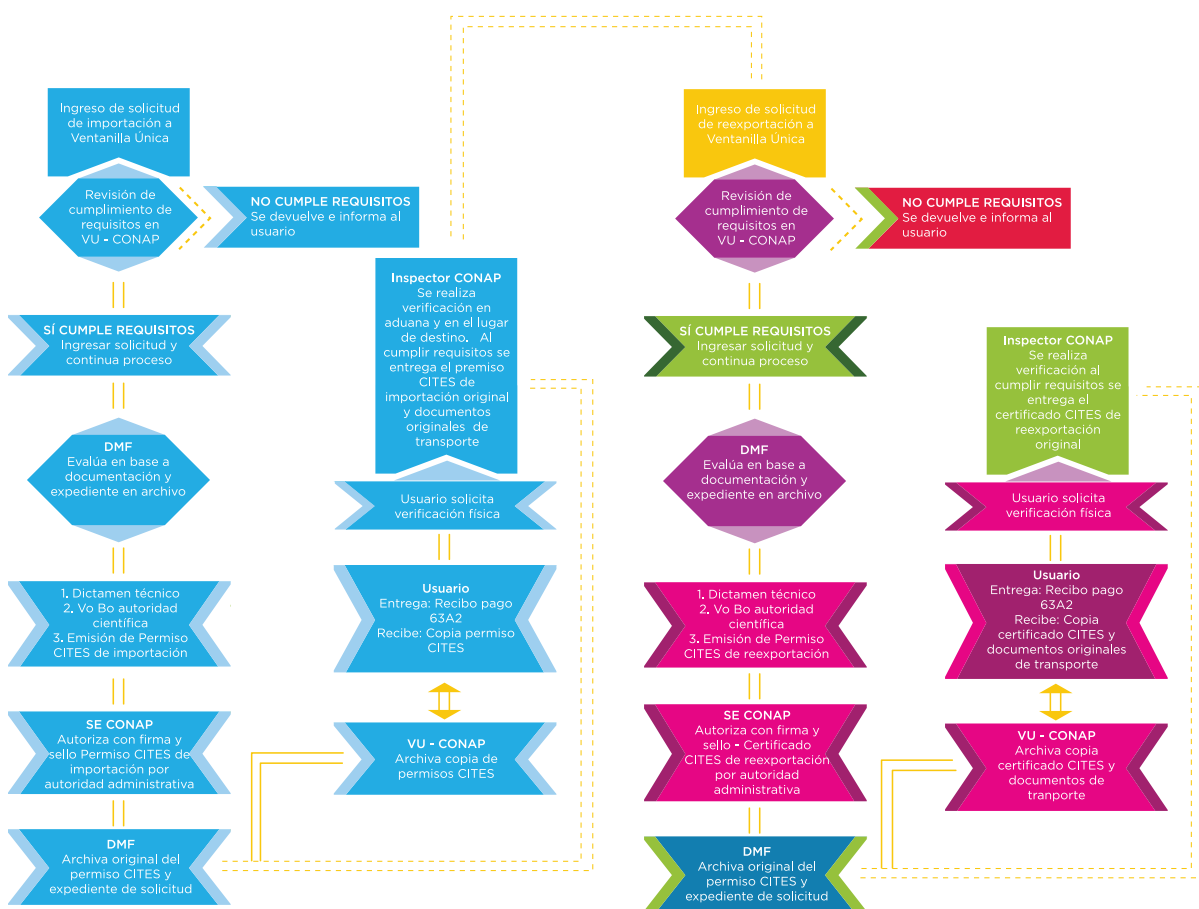 Ingreso de solicitud
de importación a
Ventanilla Única
Revisión de
cumplimiento de
requisitos en
VU - CONAP
NO CUMPLE REQUISITOS
Se devuelve e informa al
usuario
SÍ CUMPLE REQUISITOS
Ingresar solicitud y
continua proceso
DMF
Evalúa en base a
documentación y
expediente en archivo
1. Dictamen técnico
2. Vo Bo autoridad
científica
3. Emisión de Permiso
CITES de importación
SE CONAP
Autoriza con firma y
sello Permiso CITES de
importación por
autoridad administrativa
DMF
Archiva original del
permiso CITES y
expediente de solicitud
Inspector CONAP
Se realiza
verificación en
aduana y en el lugar
de destino. Al
cumplir requisitos se
entrega el premiso
CITES de
importación original
y documentos
originales de
transporte
Usuario solicita
verificación física
Usuario
Entrega: Recibo pago
63A2
Recibe: Copia permiso
CITES
VU - CONAP
Archiva copia de
permisos CITES
Ingreso de solicitud
de reexportación a
Ventanilla Única
Revisión de
cumplimiento de
requisitos en
VU - CONAP
NO CUMPLE REQUISITOS
Se devuelve e informa al
usuario
SÍ CUMPLE REQUISITOS
Ingresar solicitud y
continua proceso
DMF
Evalúa en base a
documentación y
expediente en archivo
1. Dictamen técnico
2. Vo Bo autoridad
científica
3. Emisión de Permiso
CITES de reexportación
SE CONAP
Autoriza con firma y
sello - Certificado
CITES de reexportación
por autoridad
administrativa
DMF
Archiva original del
permiso CITES y
expediente de solicitud
Inspector CONAP
Se realiza
verificación al
cumplir requisitos se
entrega el
certificado CITES de
reexportación
original
Usuario solicita
verificación física
Usuario
Entrega: Recibo pago
63A2
Recibe: Copia
certificado CITES y
documentos originales
de transporte
VU - CONAP
Archiva copia
certificado CITES y
documentos de
tranporte